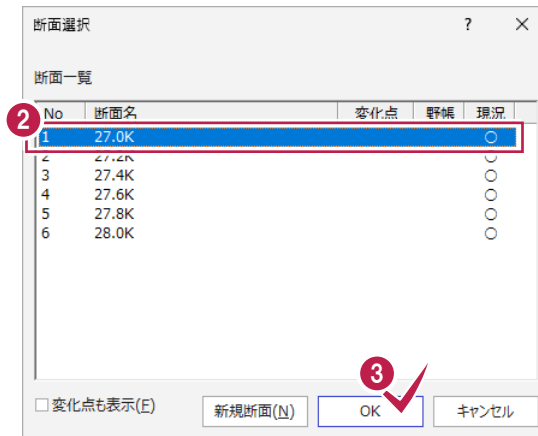 断面選択 ? ×
断面一覧
2
No 断面名 変化点 野帳 現況
1 27.0K ○
2 27.2K ○
3 27.4K ○
4 27.6K ○
5 27.8K ○
6 28.0K ○
3
変化点も表示(F) 新規断面(N) OK キャンセル